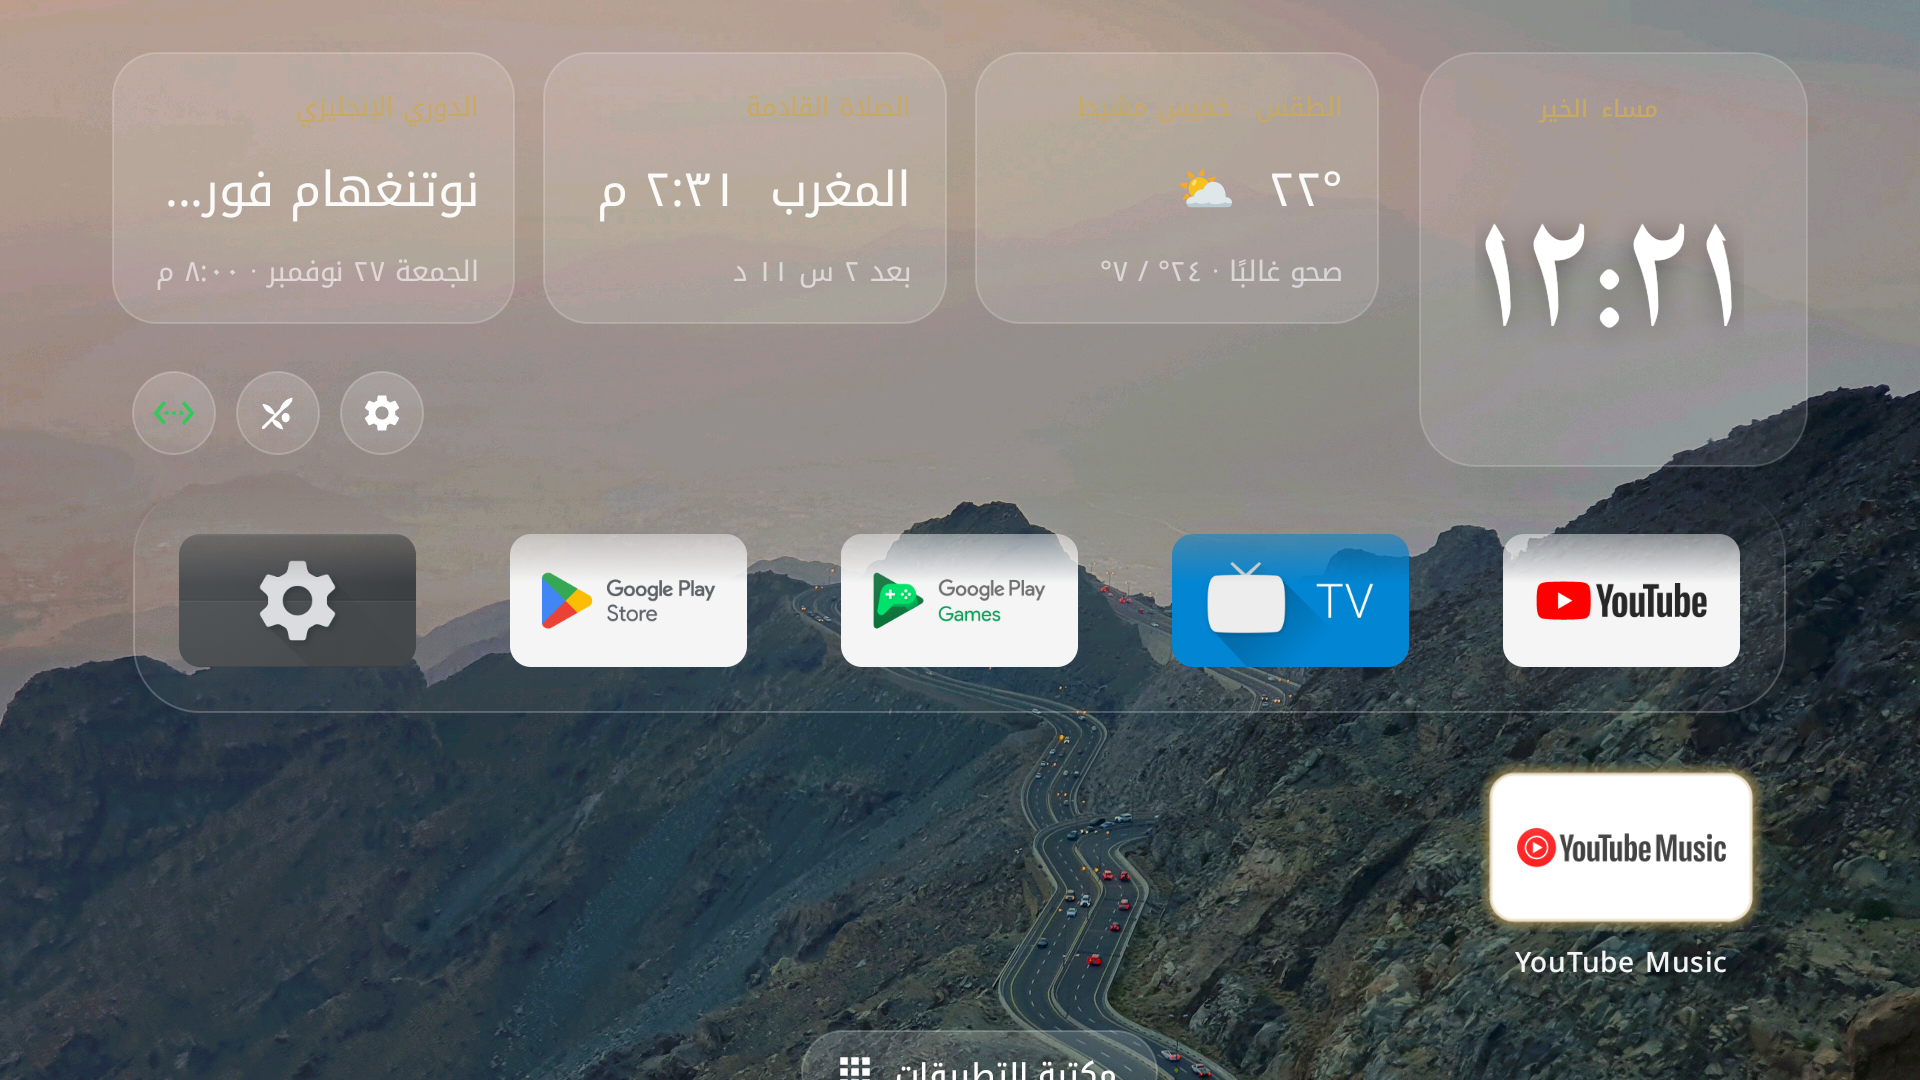 مساء الخير
١٢:٢١
الطقس · خميس مشيط
٢٢°
صحو غالبًا · ٢٤° / ٧°
الصلاة القادمة
المغرب ٢:٣١ م
بعد ٢ س ١١ د
الدوري الإنجليزي
نوتنغهام فور...
الجمعة ٢٧ نوفمبر · ٨:٠٠ م
YouTube
TV
Google Play Games
Google Play Store
YouTube Music
YouTube Music
مكتبة التطبيقات